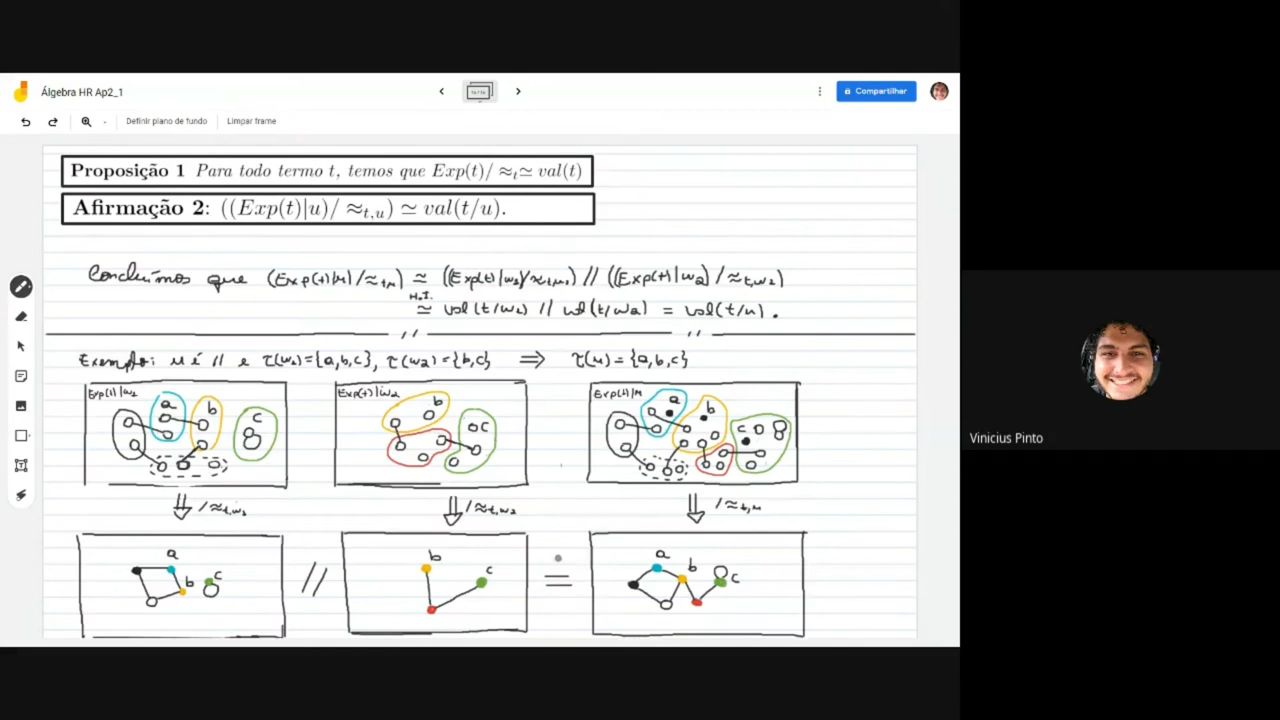 Álgebra HR Ap2_1
14/14
Compartilhar
Definir plano de fundo
Limpar frame
Proposição 1 Para todo termo t, temos que Exp(t)/ ≈t≃ val(t)
Afirmação 2: ((Exp(t)|u)/ ≈t,u) ≃ val(t/u).
Concluímos que (Exp(t)|u)/≈t,u) ≃ ((Exp(t)|w1)/≈t,w1) // ((Exp(t)|w2)/≈t,w2)
H.I.
≃ val(t/w1) // val(t/w2) = val(t/u).
// //
Exemplo: u é // e τ(w1)={a,b,c}, τ(w2)={b,c} ⟹ τ(u)={a,b,c}
Exp(t)|w1 Exp(t)|w2 Exp(t)|u
a b c b c a b c
/≈t,w1 /≈t,w2 /≈t,u
a b c // b c = a b c
Vinicius Pinto